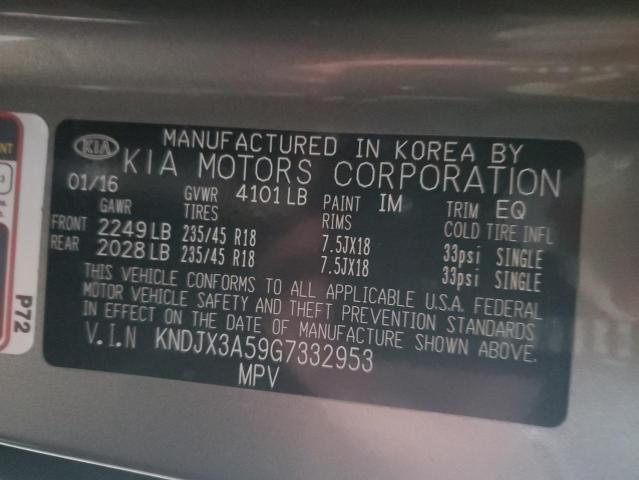 KIA MANUFACTURED IN KOREA BY
KIA MOTORS CORPORATION
01/16 GVWR 4101 LB PAINT IM TRIM EQ
GAWR TIRES RIMS COLD TIRE INFL
FRONT 2249 LB 235/45 R18 7.5JX18 33psi SINGLE
REAR 2028 LB 235/45 R18 7.5JX18 33psi SINGLE
THIS VEHICLE CONFORMS TO ALL APPLICABLE U.S.A. FEDERAL
MOTOR VEHICLE SAFETY AND THEFT PREVENTION STANDARDS
IN EFFECT ON THE DATE OF MANUFACTURE SHOWN ABOVE.
V.I.N KNDJX3A59G7332953
MPV
P72